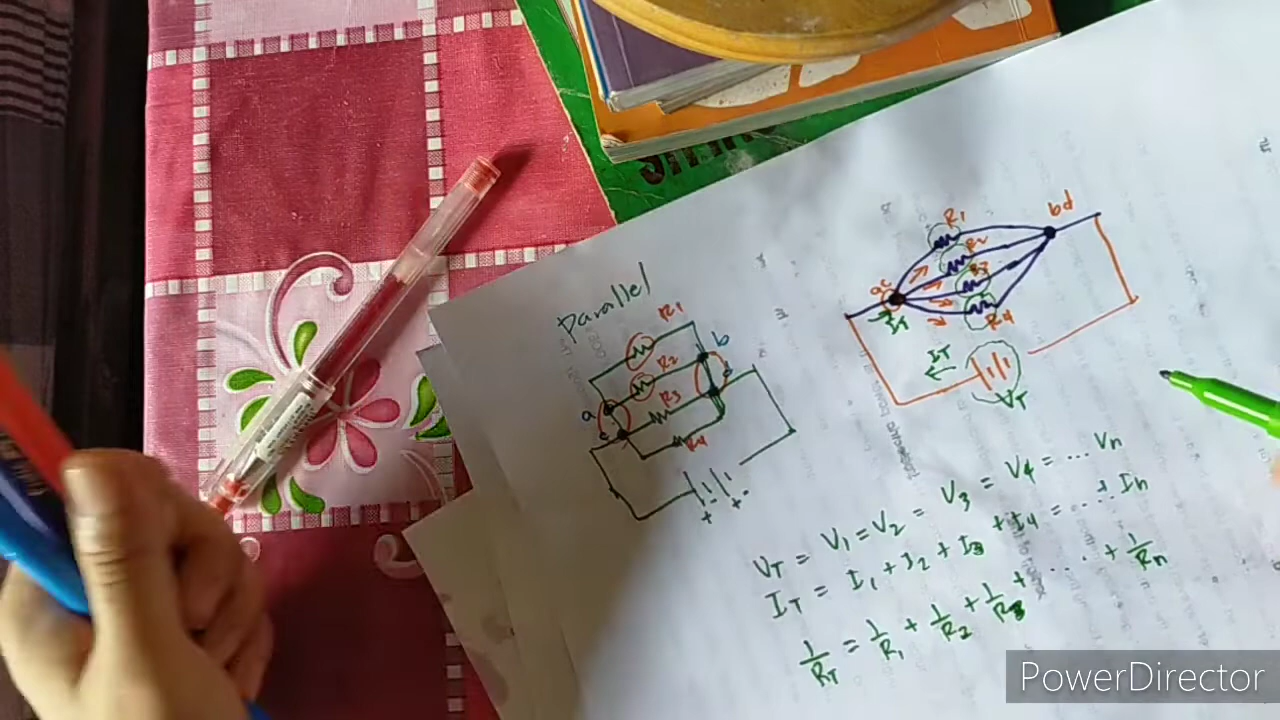 Parallel
R1
R2
R3
R4
a
b
c
d
+
+
R1
R2
R3
R4
ac
bd
IT
IT
VT
VT = V1 = V2 = V3 = V4 = ... Vn
IT = I1 + I2 + I3 + I4 = ... + In
1/RT = 1/R1 + 1/R2 + 1/R3 + ... + 1/Rn
PowerDirector